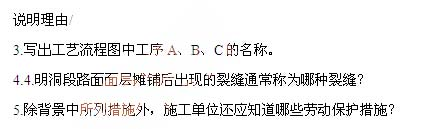 说明理由/
3.写出工艺流程图中工序 A、B、C 的名称。
4.4.明洞段路面面层摊铺后出现的裂缝通常称为哪种裂缝？
5.除背景中所列措施外，施工单位还应知道哪些劳动保护措施？